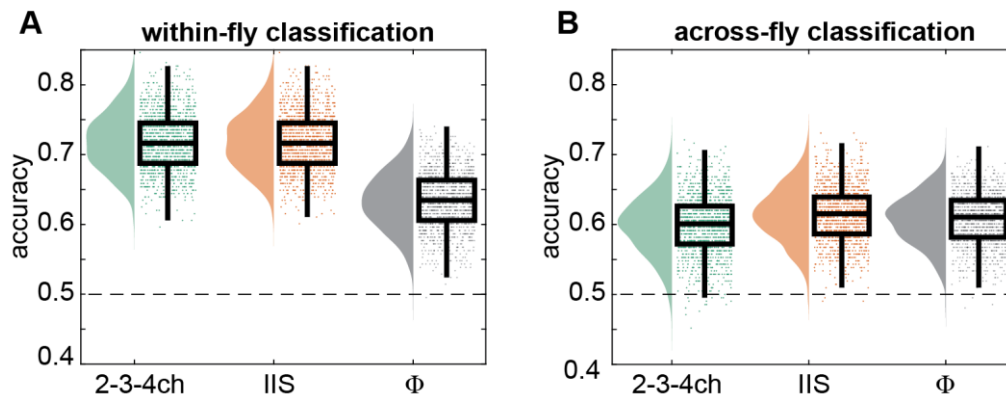 A
within-fly classification
accuracy
0.8
0.7
0.6
0.5
0.4
2-3-4ch
IIS
Φ
B
across-fly classification
accuracy
0.8
0.7
0.6
0.5
0.4
2-3-4ch
IIS
Φ